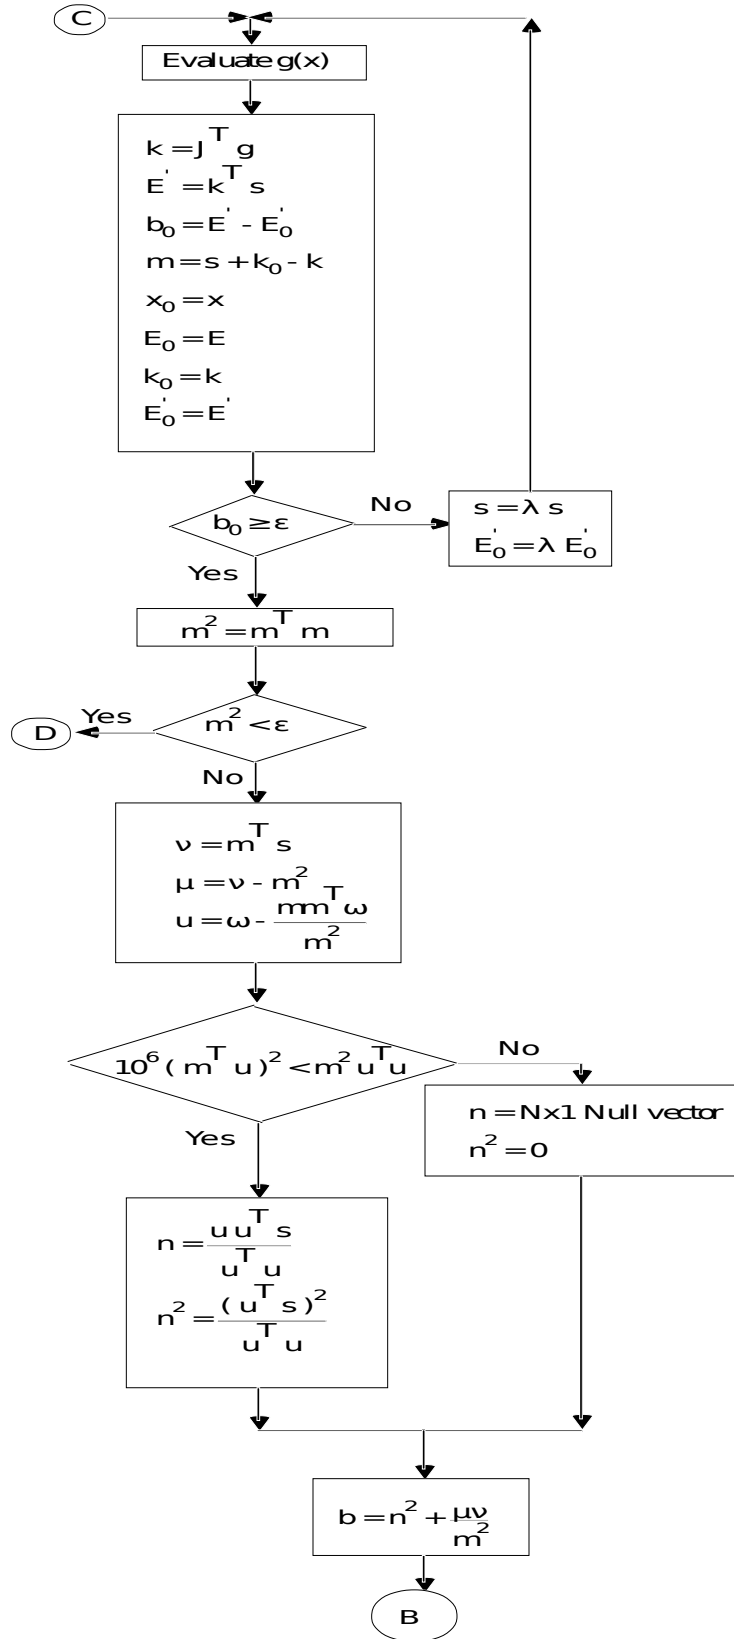 C
Evaluate g(x)
k = J^T g
E' = k^T s
b₀ = E' - E'₀
m = s + k₀ - k
x₀ = x
E₀ = E
k₀ = k
E'₀ = E'
b₀ ≥ ε
No
s = λ s
E'₀ = λ E'₀
Yes
m² = m^T m
m² < ε
Yes
D
No
ν = m^T s
μ = ν - m²
u = ω - mm^T ω / m²
10⁶ (m^T u)² < m² u^T u
No
n = Nx1 Null vector
n² = 0
Yes
n = u u^T s / u^T u
n² = (u^T s)² / u^T u
b = n² + μν / m²
B